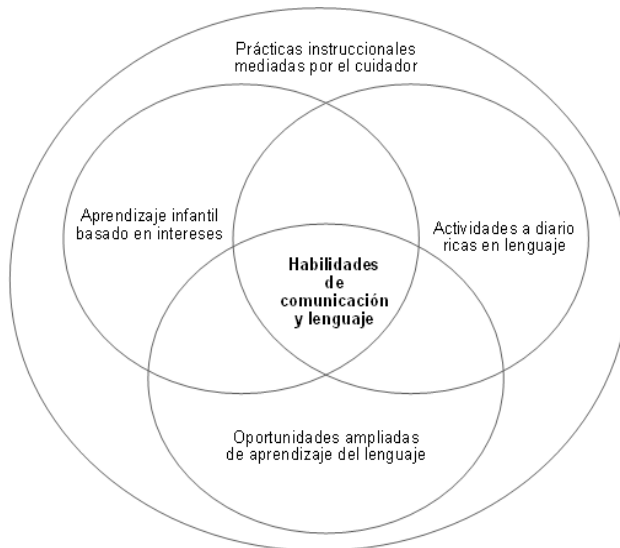 Prácticas instruccionales
mediadas por el cuidador
Aprendizaje infantil
basado en intereses
Actividades a diario
ricas en lenguaje
Habilidades
de
comunicación
y lenguaje
Oportunidades ampliadas
de aprendizaje del lenguaje